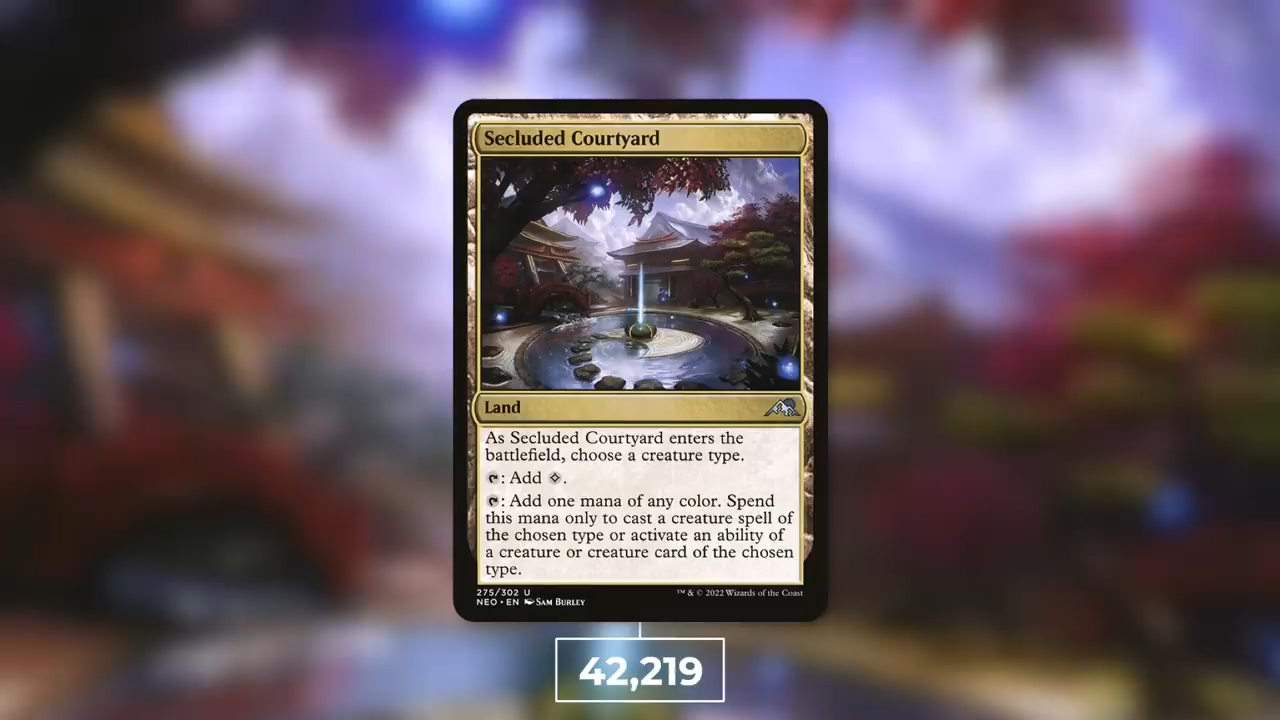 Secluded Courtyard
Land
As Secluded Courtyard enters the
battlefield, choose a creature type.
: Add .
: Add one mana of any color. Spend
this mana only to cast a creature spell of
the chosen type or activate an ability of
a creature or creature card of the chosen
type.
275/302 U
NEO • EN Sam Burley
™ & © 2022 Wizards of the Coast
42,219